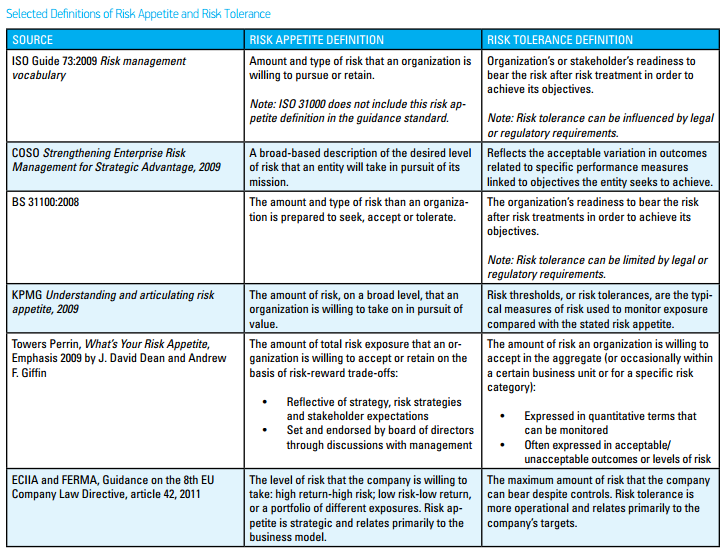 Selected Definitions of Risk Appetite and Risk Tolerance
SOURCE
RISK APPETITE DEFINITION
RISK TOLERANCE DEFINITION
ISO Guide 73:2009 Risk management
vocabulary
Amount and type of risk that an organization is
willing to pursue or retain.
Note: ISO 31000 does not include this risk ap-
petite definition in the guidance standard.
Organization's or stakeholder's readiness to
bear the risk after risk treatment in order to
achieve its objectives.
Note: Risk tolerance can be influenced by legal
or regulatory requirements.
COSO Strengthening Enterprise Risk
Management for Strategic Advantage, 2009
A broad-based description of the desired level
of risk that an entity will take in pursuit of its
mission.
Reflects the acceptable variation in outcomes
related to specific performance measures
linked to objectives the entity seeks to achieve.
BS 31100:2008
The amount and type of risk than an organiza-
tion is prepared to seek, accept or tolerate.
The organization's readiness to bear the risk
after risk treatments in order to achieve its
objectives.
Note: Risk tolerance can be limited by legal or
regulatory requirements.
KPMG Understanding and articulating risk
appetite, 2009
The amount of risk, on a broad level, that an
organization is willing to take on in pursuit of
value.
Risk thresholds, or risk tolerances, are the typi-
cal measures of risk used to monitor exposure
compared with the stated risk appetite.
Towers Perrin, What's Your Risk Appetite,
Emphasis 2009 by J. David Dean and Andrew
F. Giffin
The amount of total risk exposure that an or-
ganization is willing to accept or retain on the
basis of risk-reward trade-offs:
• Reflective of strategy, risk strategies
and stakeholder expectations
• Set and endorsed by board of directors
through discussions with management
The amount of risk an organization is willing to
accept in the aggregate (or occasionally within
a certain business unit or for a specific risk
category):
• Expressed in quantitative terms that
can be monitored
• Often expressed in acceptable/
unacceptable outcomes or levels of risk
ECIIA and FERMA, Guidance on the 8th EU
Company Law Directive, article 42, 2011
The level of risk that the company is willing to
take: high return-high risk; low risk-low return,
or a portfolio of different exposures. Risk ap-
petite is strategic and relates primarily to the
business model.
The maximum amount of risk that the company
can bear despite controls. Risk tolerance is
more operational and relates primarily to the
company's targets.